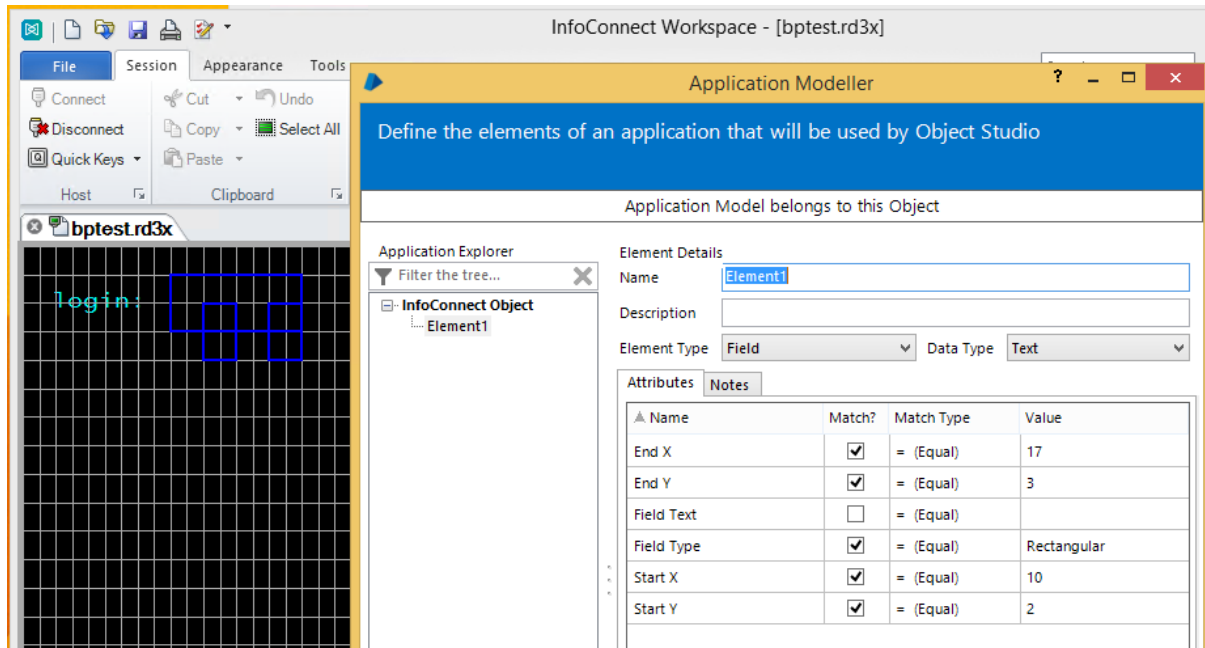 InfoConnect Workspace - [bptest.rd3x]
File Session Appearance Tools
Connect Cut Undo
Disconnect Copy Select All
Quick Keys Paste
Host Clipboard
bptest.rd3x
login:
Application Modeller
?
Define the elements of an application that will be used by Object Studio
Application Model belongs to this Object
Application Explorer
Filter the tree...
InfoConnect Object
Element1
Element Details
Name Element1
Description
Element Type Field Data Type Text
Attributes Notes
Name Match? Match Type Value
End X = (Equal) 17
End Y = (Equal) 3
Field Text = (Equal)
Field Type = (Equal) Rectangular
Start X = (Equal) 10
Start Y = (Equal) 2